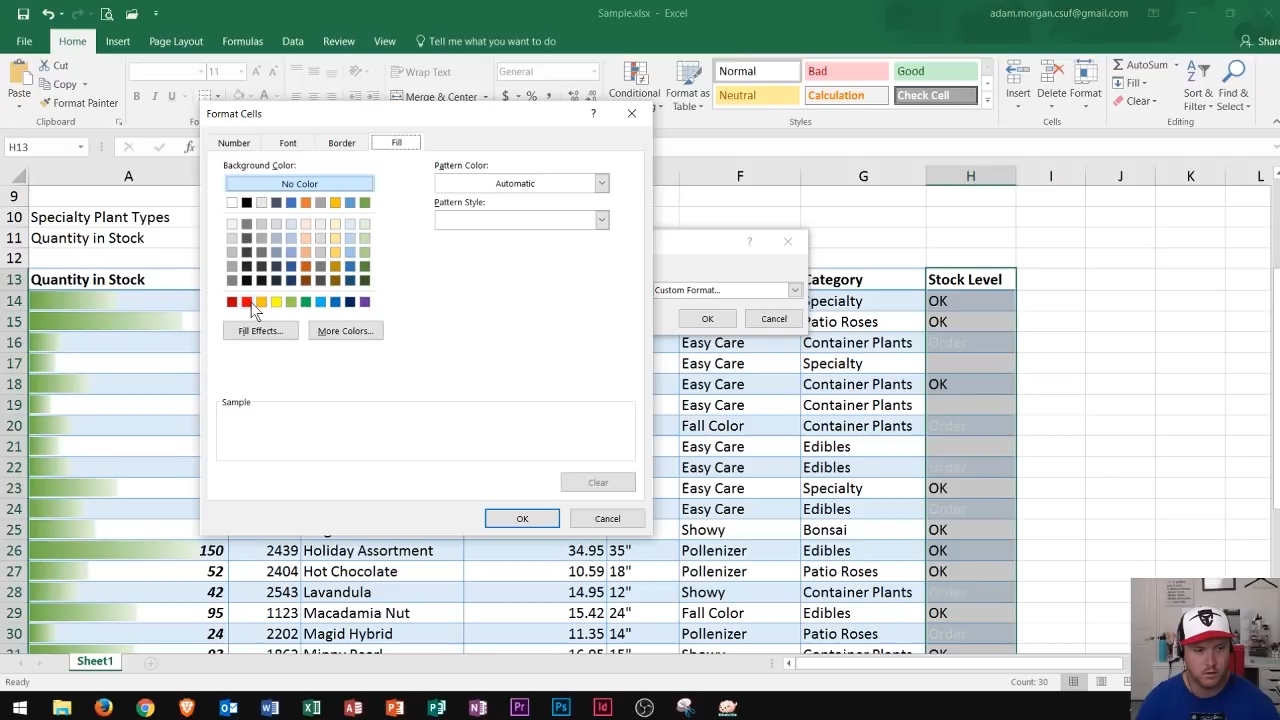 Sample.xlsx - Excel
adam.morgan.csuf@gmail.com
File Home Insert Page Layout Formulas Data Review View Tell me what you want to do Share
Paste Cut Copy Format Painter
Clipboard
11 B I U
Wrap Text Merge & Center
General $ %
Conditional Format as
Table
Normal Bad Good
Neutral Calculation Check Cell
Styles
Insert Delete Format
Cells
AutoSum Fill Clear
Sort & Find &
Filter Select
Editing
H13
Format Cells ?
Number Font Border Fill
Background Color:
No Color
Pattern Color:
Automatic
Pattern Style:
Fill Effects... More Colors...
Sample
Clear
OK Cancel
?
Custom Format...
OK Cancel
A F G H I J K L
9
10 Specialty Plant Types
11 Quantity in Stock
12
13 Quantity in Stock Category Stock Level
14 Specialty OK
15 Patio Roses OK
16 Easy Care Container Plants Order
17 Easy Care Specialty
18 Easy Care Container Plants OK
19 Easy Care Container Plants
20 Fall Color Container Plants Order
21 Easy Care Edibles
22 Easy Care Edibles Order
23 Easy Care Specialty OK
24 Easy Care Edibles Order
25 Showy Bonsai OK
26 150 2439 Holiday Assortment 34.95 35" Pollenizer Edibles OK
27 52 2404 Hot Chocolate 10.59 18" Pollenizer Patio Roses OK
28 42 2543 Lavandula 14.95 12" Showy Container Plants Order
29 95 1123 Macadamia Nut 15.42 24" Fall Color Edibles OK
30 24 2202 Magid Hybrid 11.35 14" Easy Care Patio Roses Order
Sheet1
Ready
Count: 30